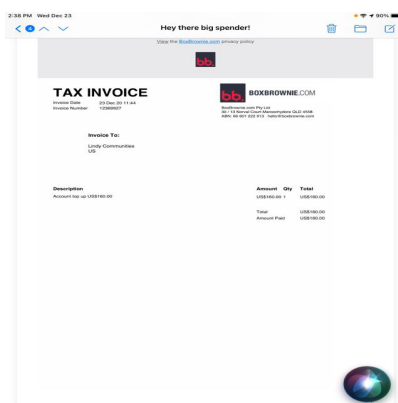 2:38 PM Wed Dec 23
90%
4
Hey there big spender!
View the BoxBrownie.com privacy policy
bb.
TAX INVOICE
bb. BOXBROWNIE.COM
Invoice Date 23 Dec 20 11:44
Invoice Number
BoxBrownie.com Pty Ltd
Invoice To:
Lindy Communities
US
Description Amount Qty Total
Account top up US$160.00 US$160.00 1 US$160.00
Total US$160.00
Amount Paid US$160.00